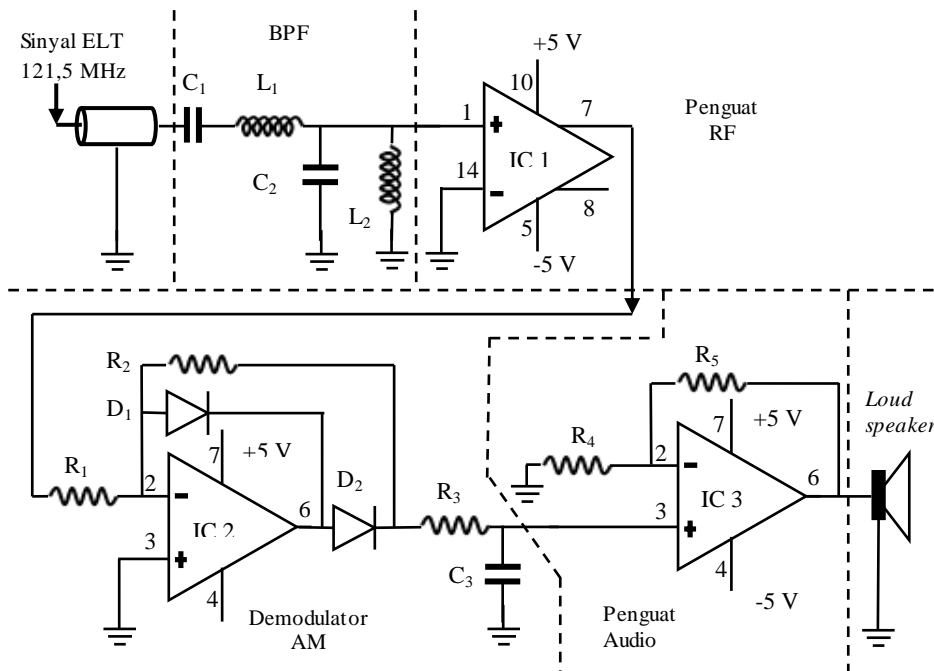 Sinyal ELT
121,5 MHz
BPF
C1
L1
C2
L2
+5 V
10
1
7
IC 1
14
8
5
-5 V
Penguat
RF
R2
D1
R1
+5 V
7
2
IC 2
6
D2
3
4
R3
C3
Demodulator
AM
R5
R4
+5 V
7
2
IC 3
6
3
4
-5 V
Penguat
Audio
Loud
speaker